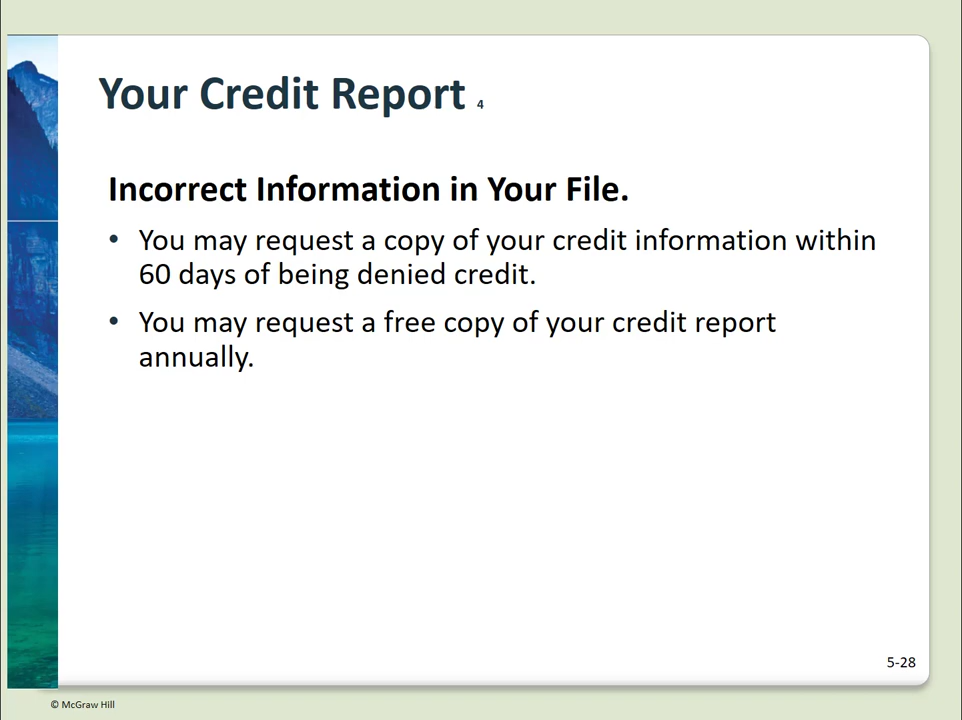 Your Credit Report 4
Incorrect Information in Your File.
• You may request a copy of your credit information within
60 days of being denied credit.
• You may request a free copy of your credit report
annually.
5-28
© McGraw Hill